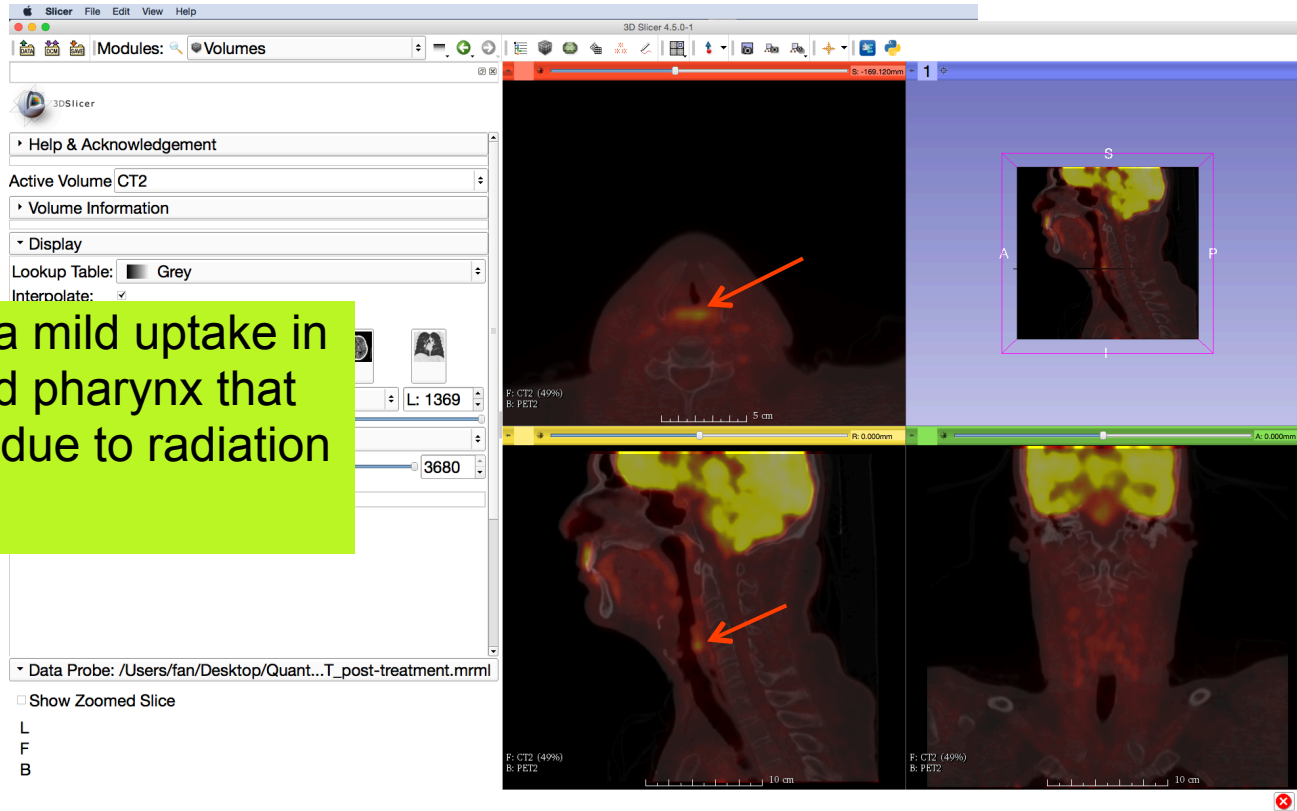 Slicer File Edit View Help
3D Slicer 4.5.0-1
DATA DCM SAVE Modules: Volumes
S: -169.120mm 1
3DSlicer
Help & Acknowledgement
Active Volume CT2
Volume Information
Display
Lookup Table: Grey
Interpolate:
a mild uptake in
d pharynx that
due to radiation
L: 1369
3680
S
A
P
I
F: CT2 (49%)
B: PET2
5 cm
R: 0.000mm
A: 0.000mm
Data Probe: /Users/fan/Desktop/Quant...T_post-treatment.mrml
Show Zoomed Slice
L
F
B
F: CT2 (49%)
B: PET2
10 cm
F: CT2 (49%)
B: PET2
10 cm